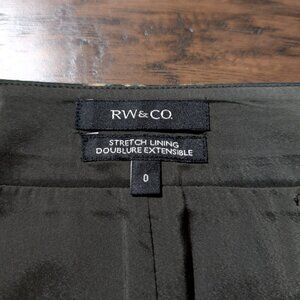 RW&CO.
STRETCH LINING
DOUBLURE EXTENSIBLE
0